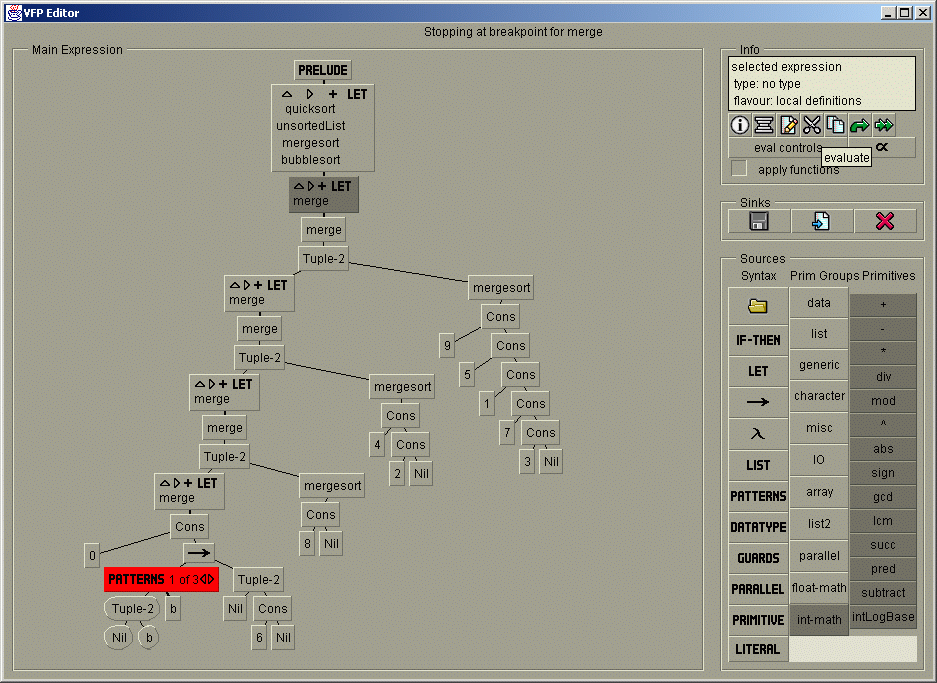 VFP Editor
Stopping at breakpoint for merge
Main Expression
PRELUDE
LET
quicksort
unsortedList
mergesort
bubblesort
LET
merge
merge
Tuple-2
LET
merge
mergesort
merge
Cons
Tuple-2
9
Cons
LET
merge
mergesort
5
Cons
merge
Cons
1
Cons
Tuple-2
4
Cons
7
Cons
LET
merge
mergesort
2
Nil
3
Nil
Cons
Cons
0
8
Nil
PATTERNS 1 of 3
Tuple-2
Tuple-2
b
Nil
Cons
Nil
b
6
Nil
Info
selected expression
type: no type
flavour: local definitions
eval controls
α
evaluate
apply functions
Sinks
Sources
Syntax Prim Groups Primitives
data
+
IF-THEN
list
-
LET
generic
*
character
div
λ
misc
mod
LIST
IO
^
PATTERNS
array
abs
DATATYPE
list2
sign
GUARDS
parallel
gcd
PARALLEL
float-math
lcm
PRIMITIVE
int-math
succ
LITERAL
pred
subtract
intLogBase